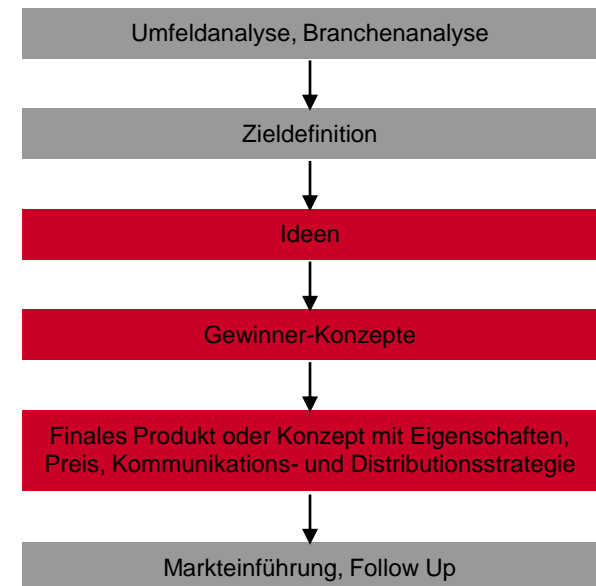 Umfeldanalyse, Branchenanalyse
Zieldefinition
Ideen
Gewinner-Konzepte
Finales Produkt oder Konzept mit Eigenschaften,
Preis, Kommunikations- und Distributionsstrategie
Markteinführung, Follow Up